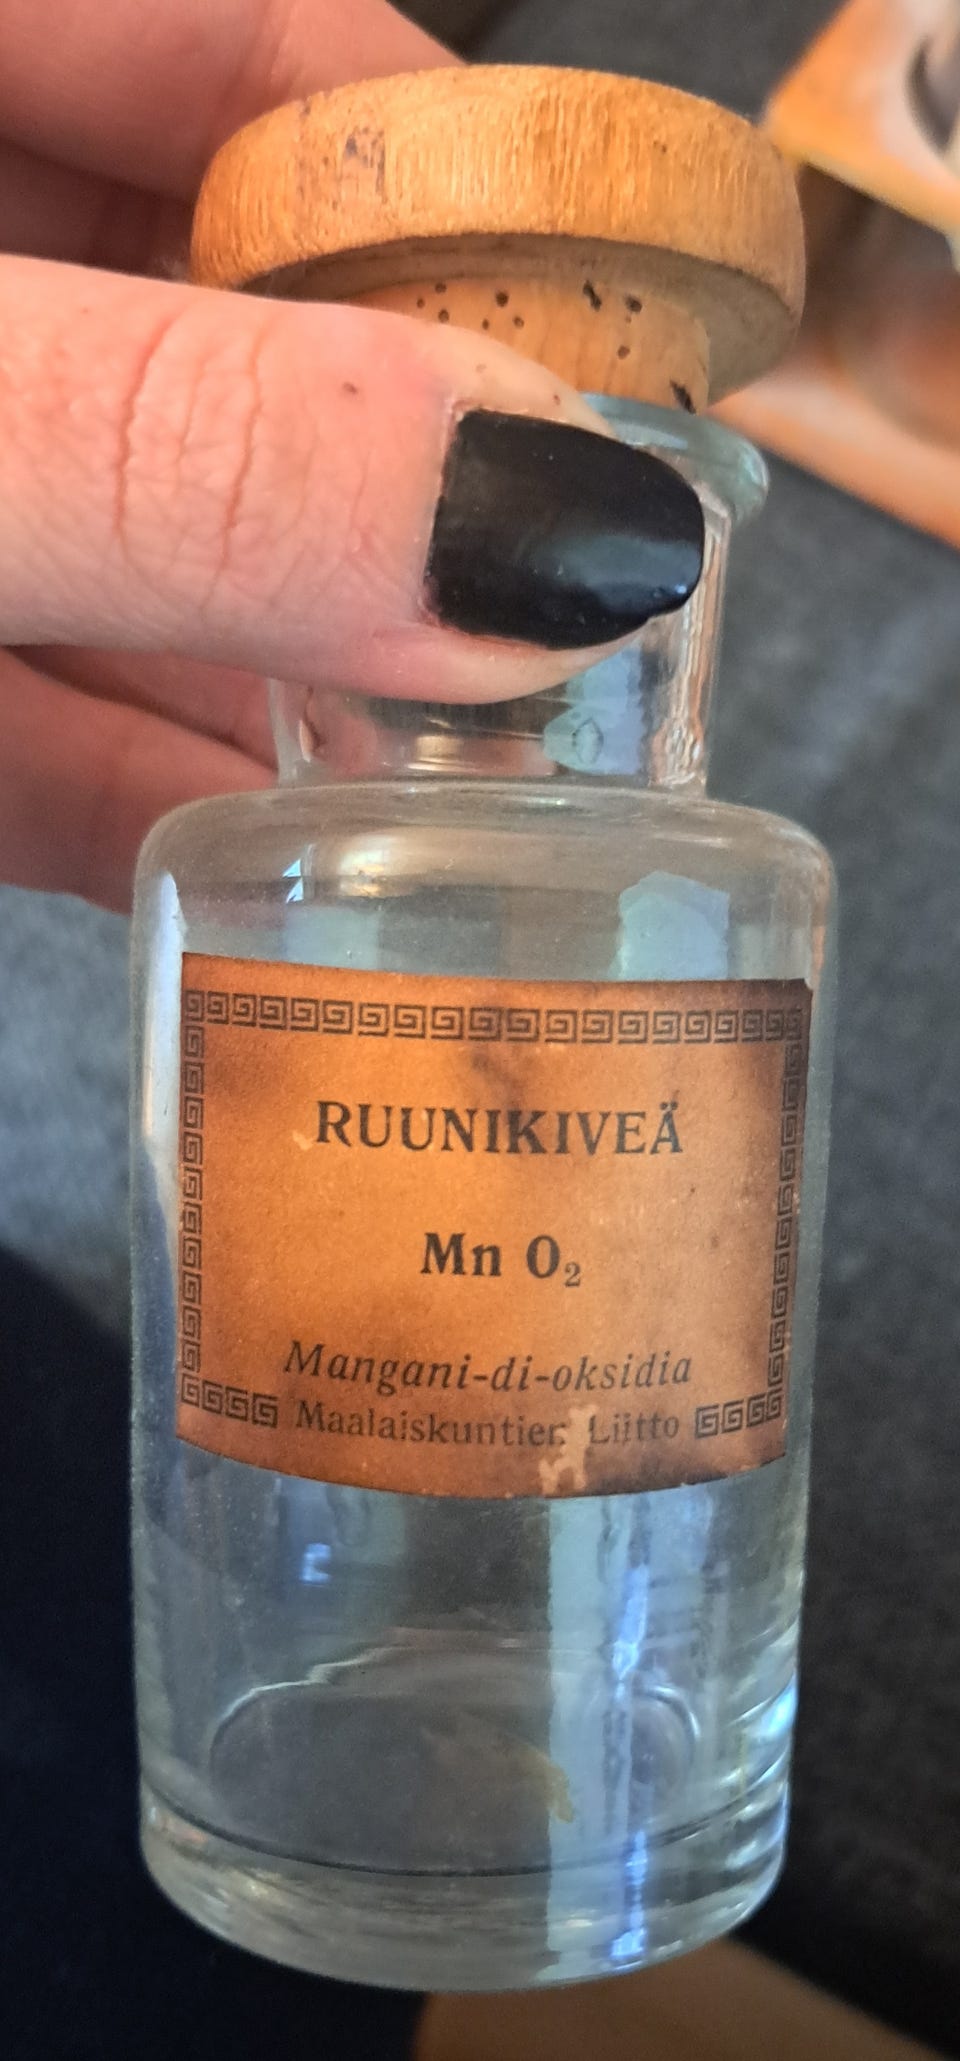 RUUNIKIVEÄ
Mn O₂
Mangani-di-oksidia
Maalaiskuntien Liitto